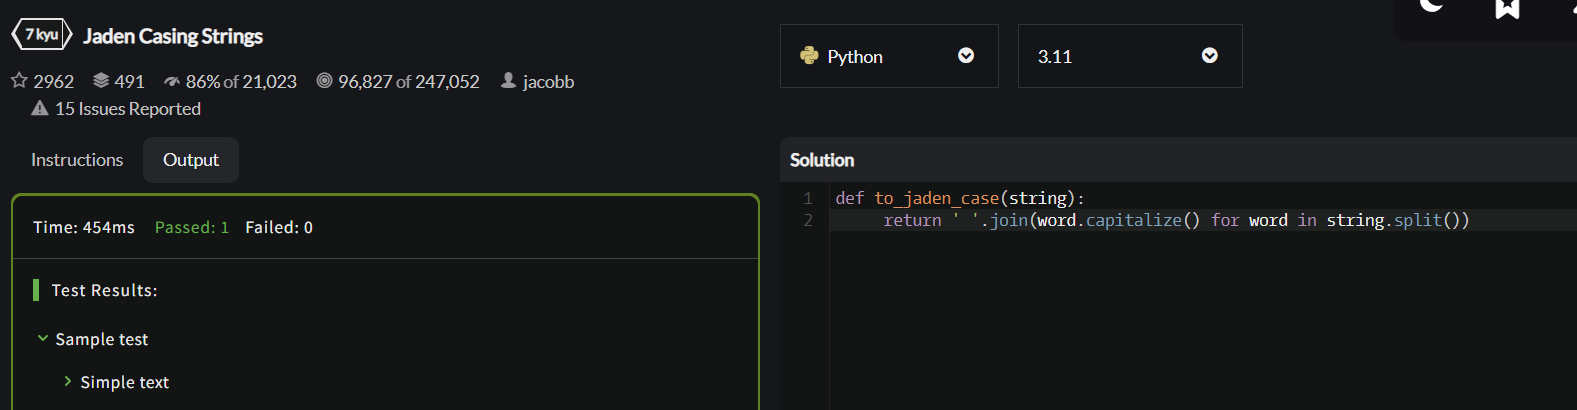 7 kyu Jaden Casing Strings
2962 491 86% of 21,023 96,827 of 247,052 jacobb
15 Issues Reported
Instructions Output
Time: 454ms Passed: 1 Failed: 0
Test Results:
Sample test
Simple text
Python 3.11
Solution
1 def to_jaden_case(string):
2 return ' '.join(word.capitalize() for word in string.split())